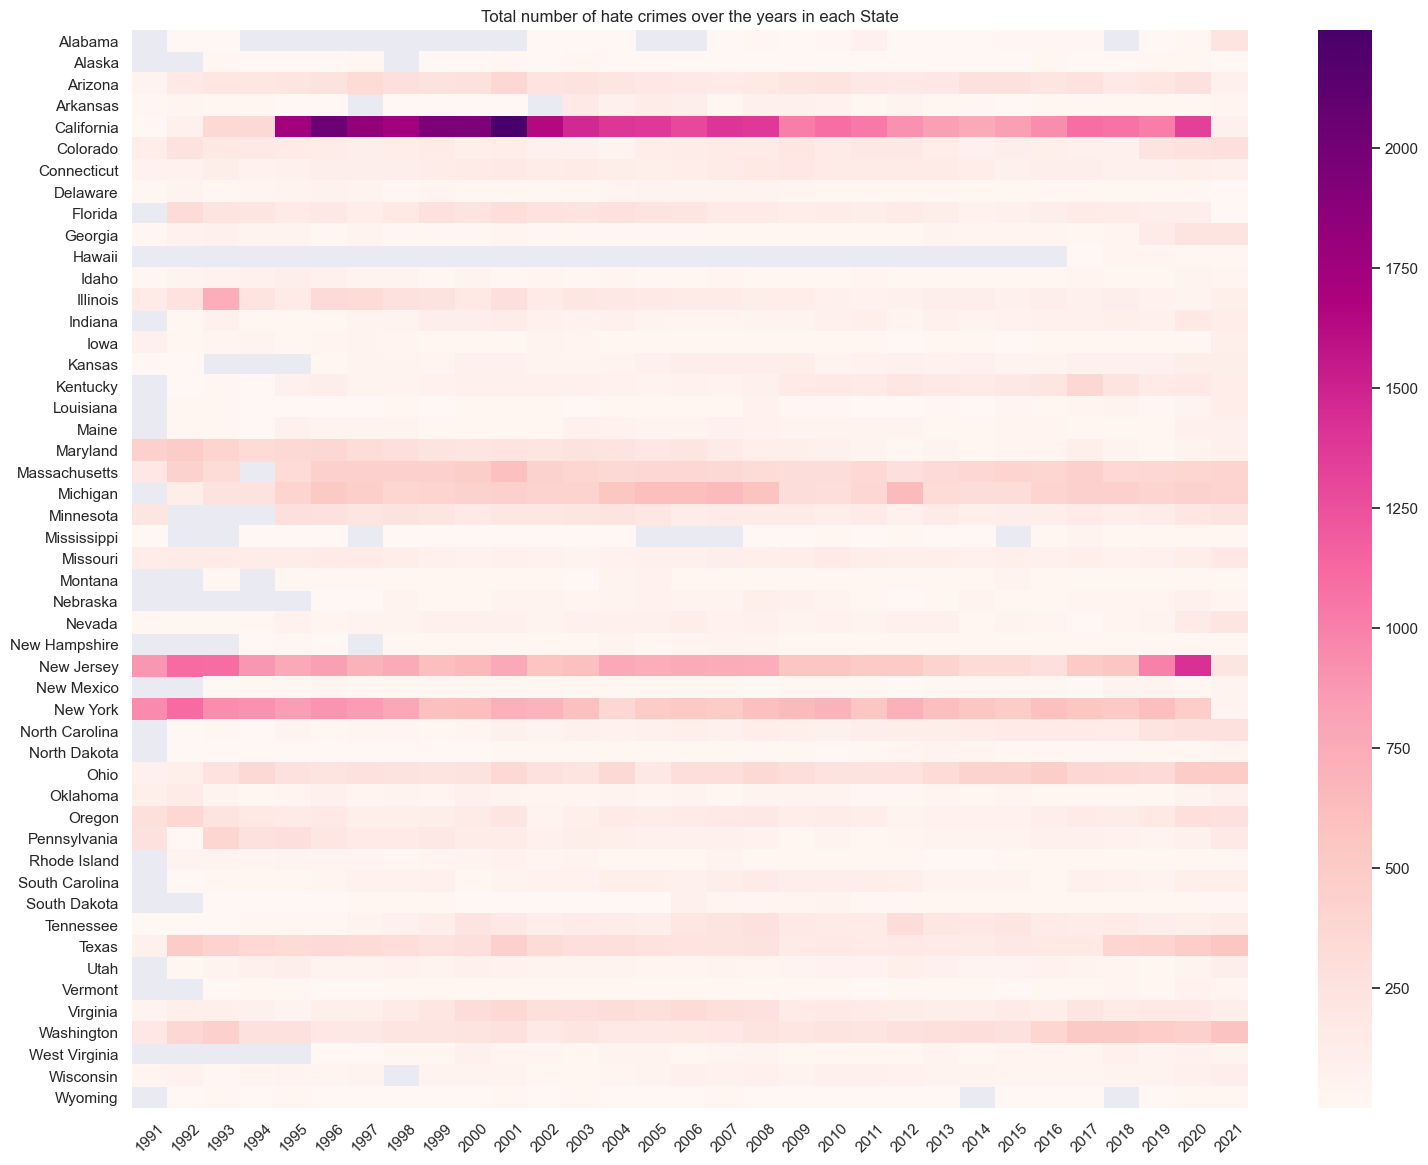 Total number of hate crimes over the years in each State
Alabama
Alaska
Arizona
Arkansas
California
Colorado
Connecticut
Delaware
Florida
Georgia
Hawaii
Idaho
Illinois
Indiana
Iowa
Kansas
Kentucky
Louisiana
Maine
Maryland
Massachusetts
Michigan
Minnesota
Mississippi
Missouri
Montana
Nebraska
Nevada
New Hampshire
New Jersey
New Mexico
New York
North Carolina
North Dakota
Ohio
Oklahoma
Oregon
Pennsylvania
Rhode Island
South Carolina
South Dakota
Tennessee
Texas
Utah
Vermont
Virginia
Washington
West Virginia
Wisconsin
Wyoming
1991 1992 1993 1994 1995 1996 1997 1998 1999 2000 2001 2002 2003 2004 2005 2006 2007 2008 2009 2010 2011 2012 2013 2014 2015 2016 2017 2018 2019 2020 2021
2000
1750
1500
1250
1000
750
500
250